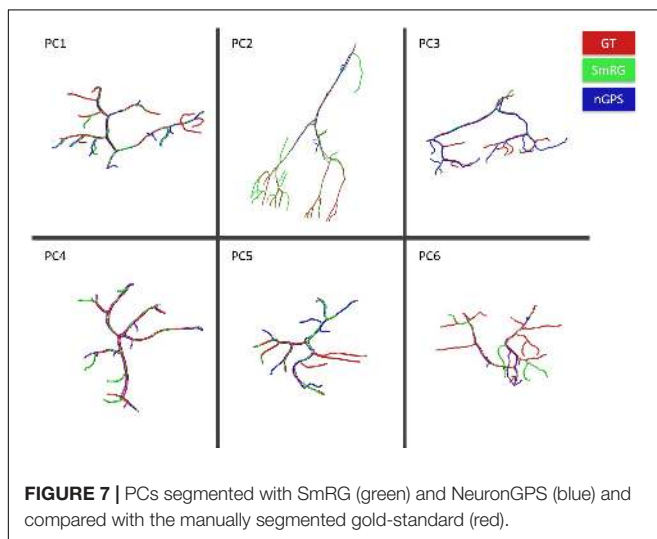 PC1
PC2
PC3
GT
SmRG
nGPS
PC4
PC5
PC6
FIGURE 7 | PCs segmented with SmRG (green) and NeuronGPS (blue) and
compared with the manually segmented gold-standard (red).